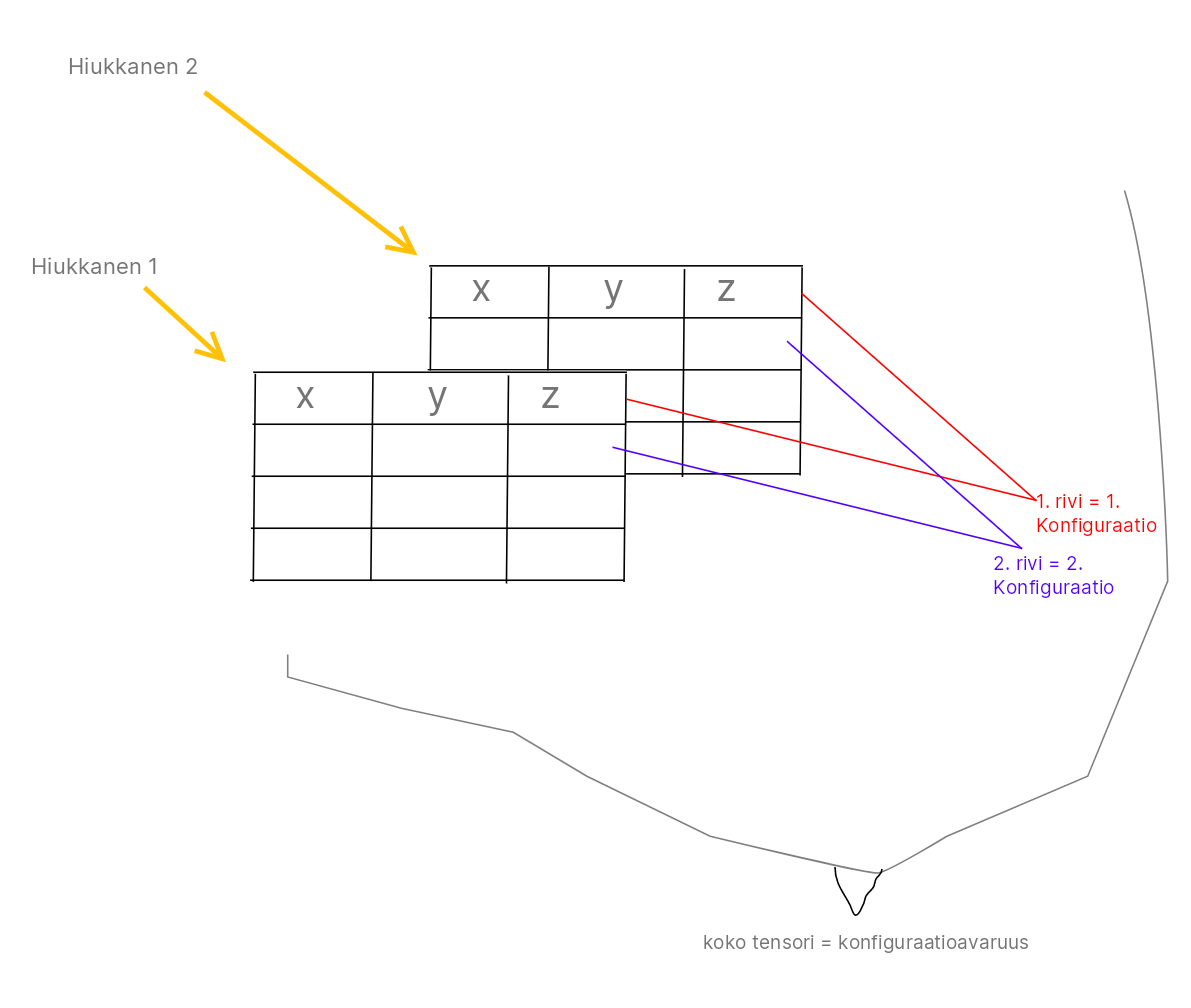 Hiukkanen 2
Hiukkanen 1
x y z
x y z
1. rivi = 1.
Konfiguraatio
2. rivi = 2.
Konfiguraatio
koko tensori = konfiguraatioavaruus